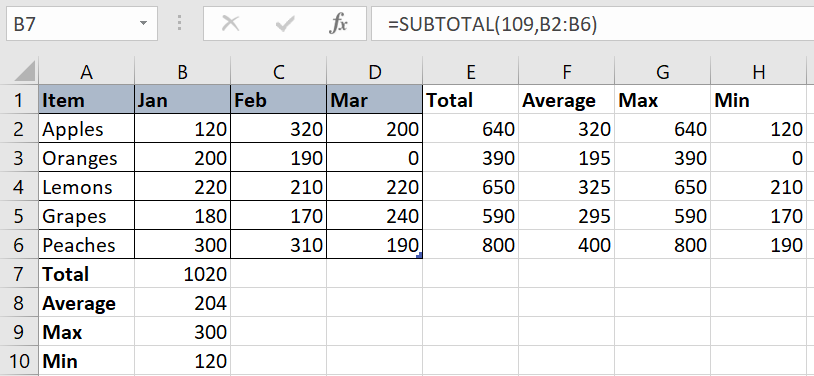 B7 fx =SUBTOTAL(109,B2:B6)
A B C D E F G H
1 Item Jan Feb Mar Total Average Max Min
2 Apples 120 320 200 640 320 640 120
3 Oranges 200 190 0 390 195 390 0
4 Lemons 220 210 220 650 325 650 210
5 Grapes 180 170 240 590 295 590 170
6 Peaches 300 310 190 800 400 800 190
7 Total 1020
8 Average 204
9 Max 300
10 Min 120